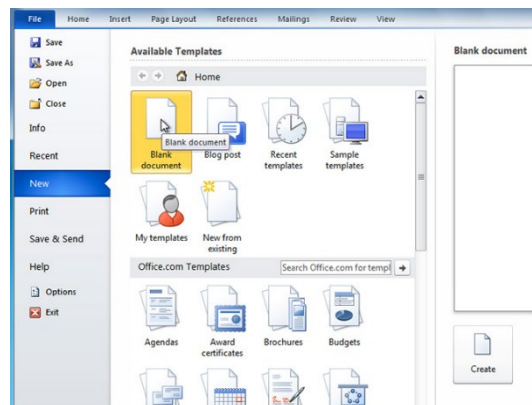 File Home Insert Page Layout References Mailings Review View
Save
Save As
Open
Close
Info
Recent
New
Print
Save & Send
Help
Options
Exit
Available Templates
Home
Blank document
Blank
document
Blog post
Recent
templates
Sample
templates
My templates
New from
existing
Office.com Templates
Search Office.com for templ
Agendas
Award
certificates
Brochures
Budgets
Blank document
Create